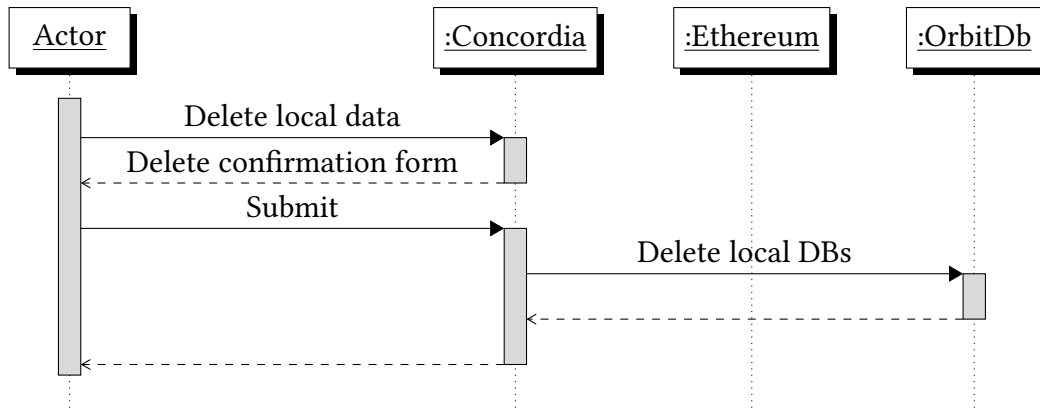 Actor
:Concordia
:Ethereum
:OrbitDb
Delete local data
Delete confirmation form
Submit
Delete local DBs